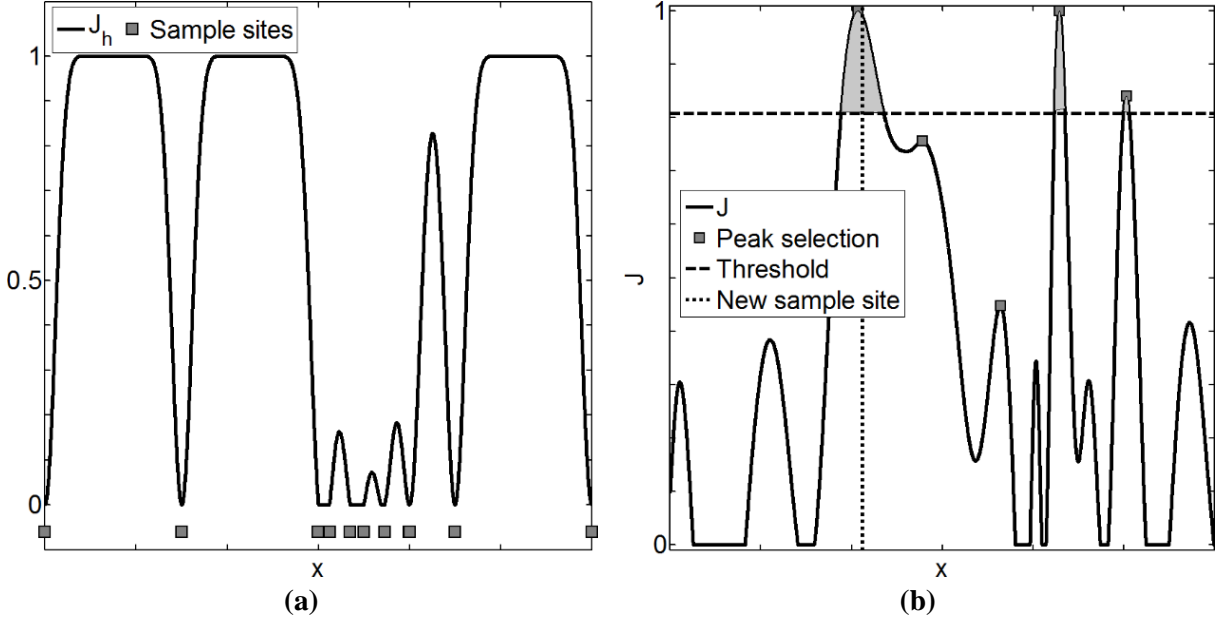 J_h Sample sites
1
0.5
0
x
(a)
1
J
J
Peak selection
Threshold
New sample site
0
x
(b)